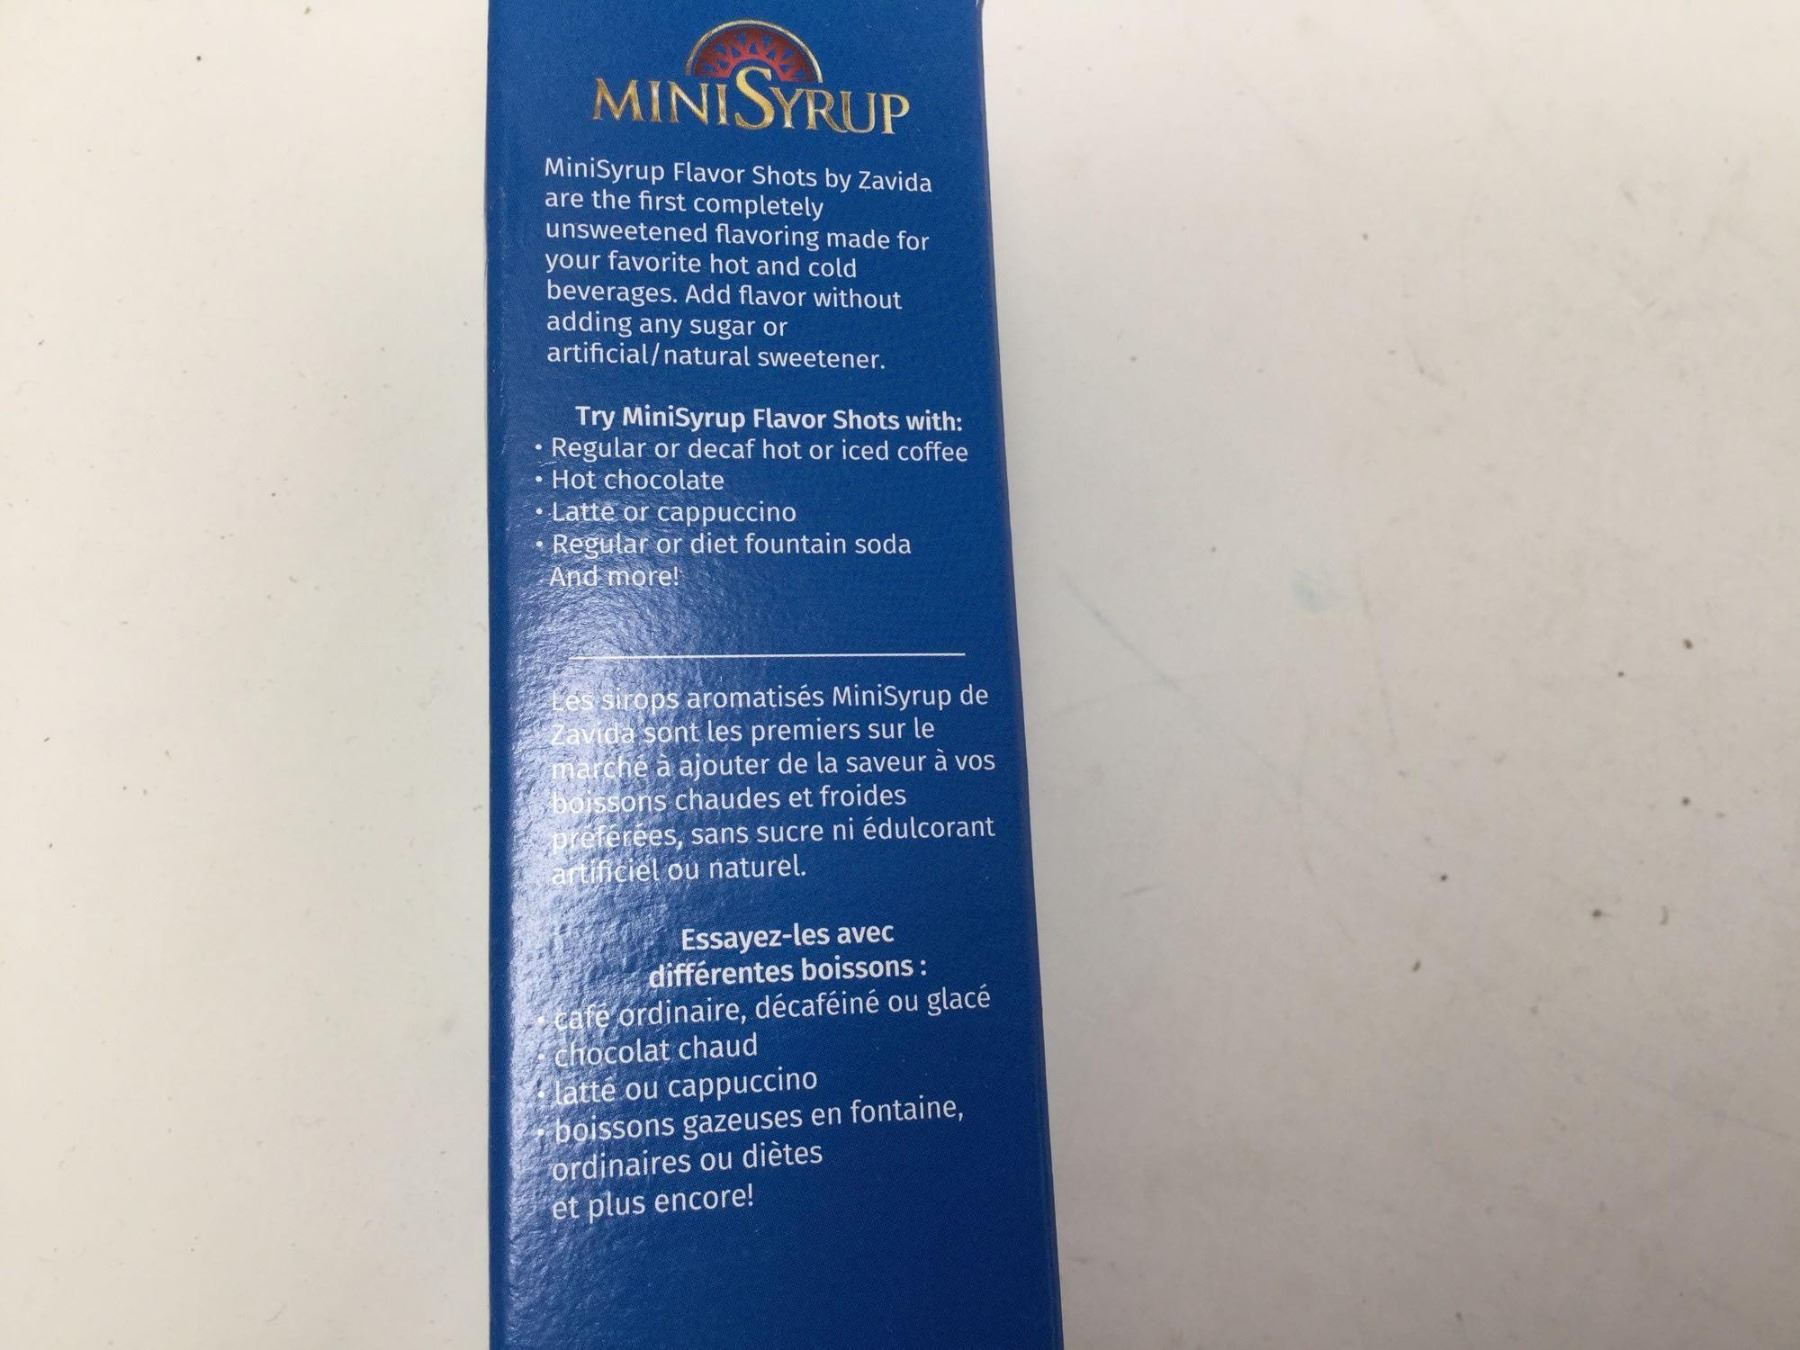 MINISYRUP
MiniSyrup Flavor Shots by Zavida
are the first completely
unsweetened flavoring made for
your favorite hot and cold
beverages. Add flavor without
adding any sugar or
artificial/natural sweetener.
Try MiniSyrup Flavor Shots with:
• Regular or decaf hot or iced coffee
• Hot chocolate
• Latte or cappuccino
• Regular or diet fountain soda
And more!
Les sirops aromatisés MiniSyrup de
Zavida sont les premiers sur le
marché à ajouter de la saveur à vos
boissons chaudes et froides
préférées, sans sucre ni édulcorant
artificiel ou naturel.
Essayez-les avec
différentes boissons :
• café ordinaire, décaféiné ou glacé
• chocolat chaud
• latté ou cappuccino
• boissons gazeuses en fontaine,
ordinaires ou diètes
et plus encore!